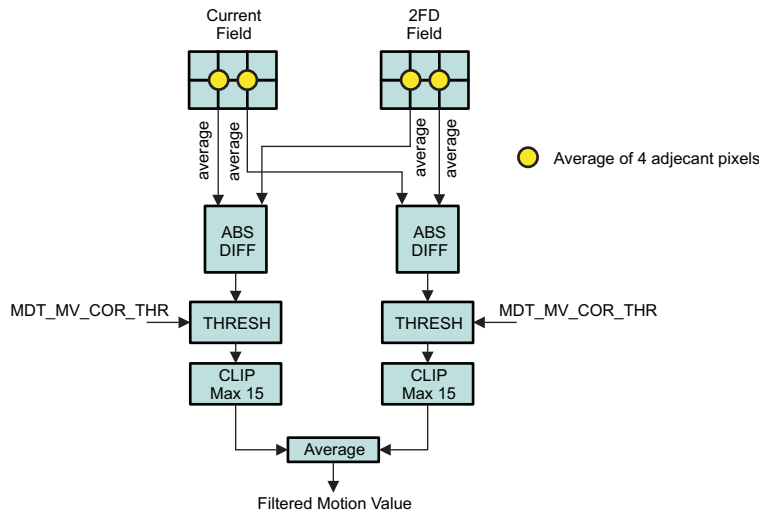 Current
Field
2FD
Field
average
average
average
average
Average of 4 adjecant pixels
ABS
DIFF
ABS
DIFF
MDT_MV_COR_THR
THRESH
THRESH
MDT_MV_COR_THR
CLIP
Max 15
CLIP
Max 15
Average
Filtered Motion Value